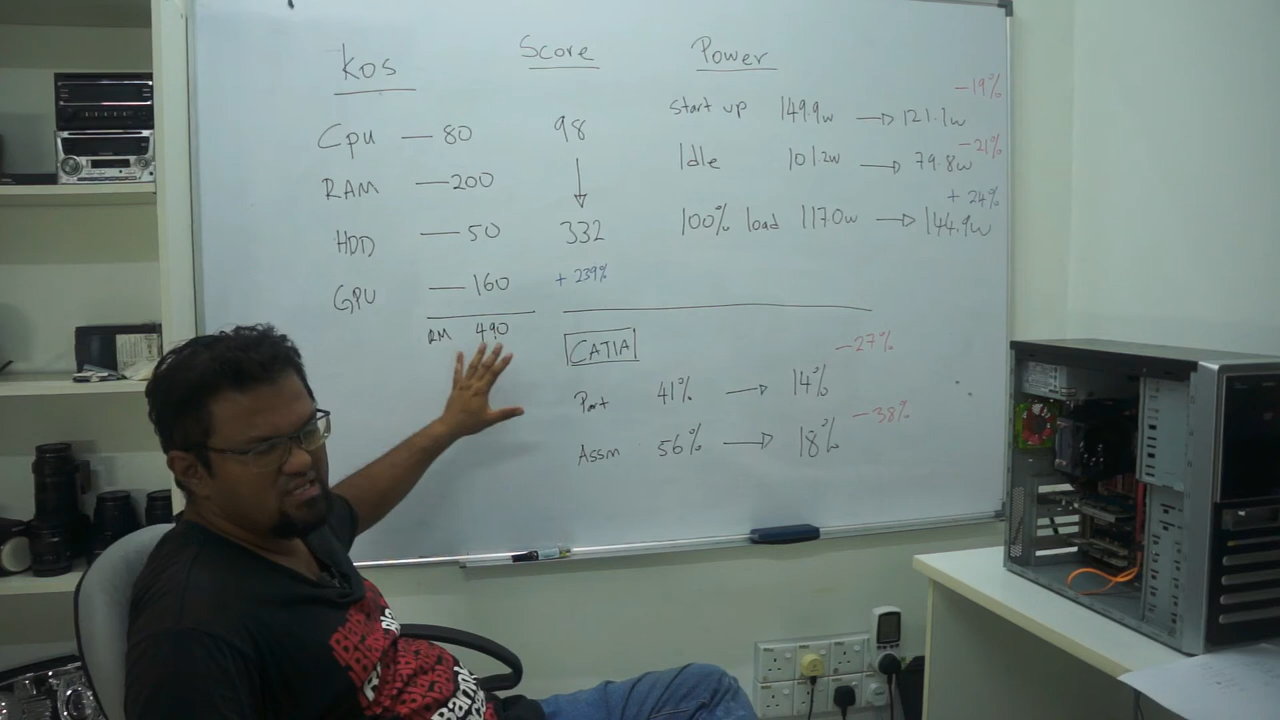 Kos
Cpu — 80
RAM — 200
HDD — 50
GPU — 160
RM 490
Score
98
↓
332
+ 239%
Power
start up 149.9w → 121.1w -19%
Idle 101.2w → 79.8w -21%
100% load 117.0w → 144.9w + 24%
CATIA
Part 41% → 14% -27%
Assm 56% → 18% -38%